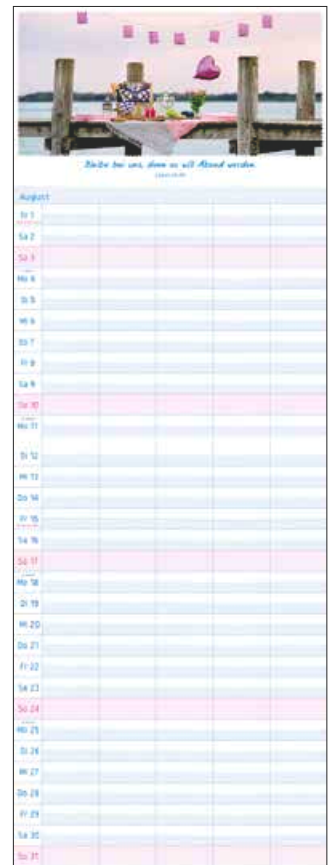 Bleibe bei uns, denn es will Abend werden.
August
Fr 1
Sa 2
So 3
Mo 4
Di 5
Mi 6
Do 7
Fr 8
Sa 9
So 10
Mo 11
Di 12
Mi 13
Do 14
Fr 15
Sa 16
So 17
Mo 18
Di 19
Mi 20
Do 21
Fr 22
Sa 23
So 24
Mo 25
Di 26
Mi 27
Do 28
Fr 29
Sa 30
So 31